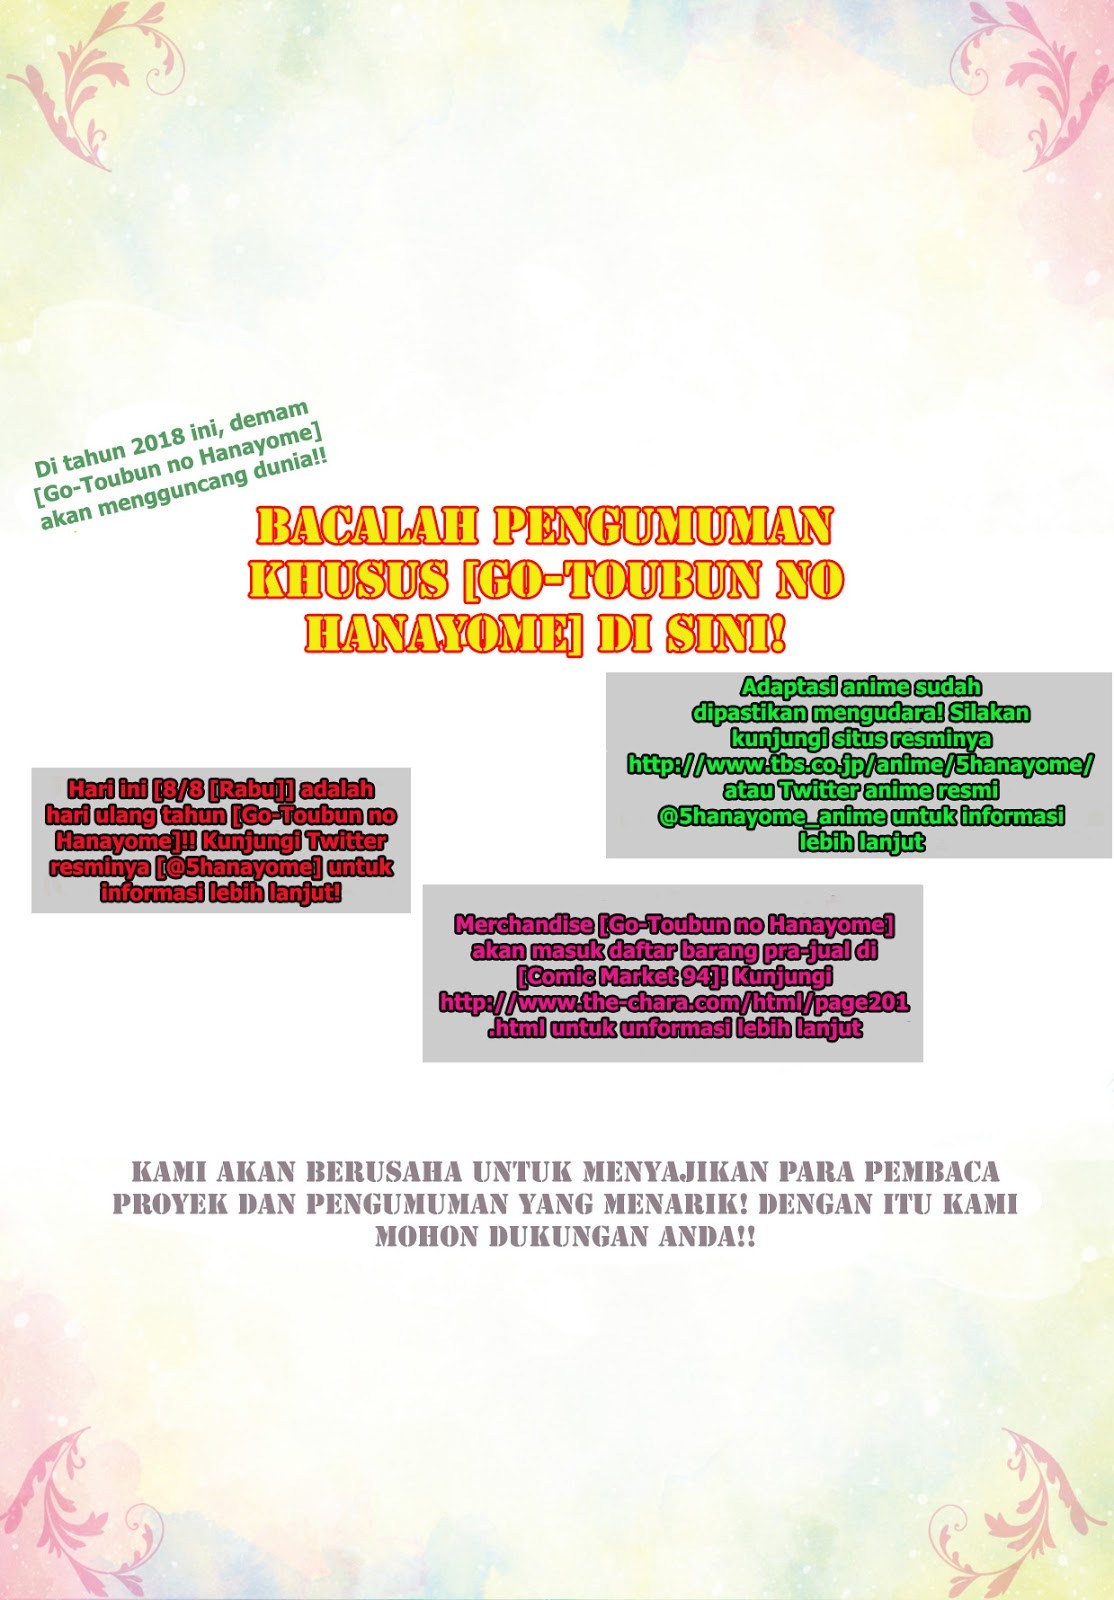 Di tahun 2018 ini, demam
[Go-Toubun no Hanayome]
akan mengguncang dunia!!
BACALAH PENGUMUMAN
KHUSUS [GO-TOUBUN NO
HANAYOME] DI SINI!
Adaptasi anime sudah
dipastikan mengudara! Silakan
kunjungi situs resminya
http://www.tbs.co.jp/anime/5hanayome/
atau Twitter anime resmi
@5hanayome_anime untuk informasi
lebih lanjut
Hari ini [8/8 [Rabu]] adalah
hari ulang tahun [Go-Toubun no
Hanayome]!! Kunjungi Twitter
resminya [@5hanayome] untuk
informasi lebih lanjut!
Merchandise [Go-Toubun no Hanayome]
akan masuk daftar barang pra-jual di
[Comic Market 94]! Kunjungi
http://www.the-chara.com/html/page201
.html untuk unformasi lebih lanjut
KAMI AKAN BERUSAHA UNTUK MENYAJIKAN PARA PEMBACA
PROYEK DAN PENGUMUMAN YANG MENARIK! DENGAN ITU KAMI
MOHON DUKUNGAN ANDA!!